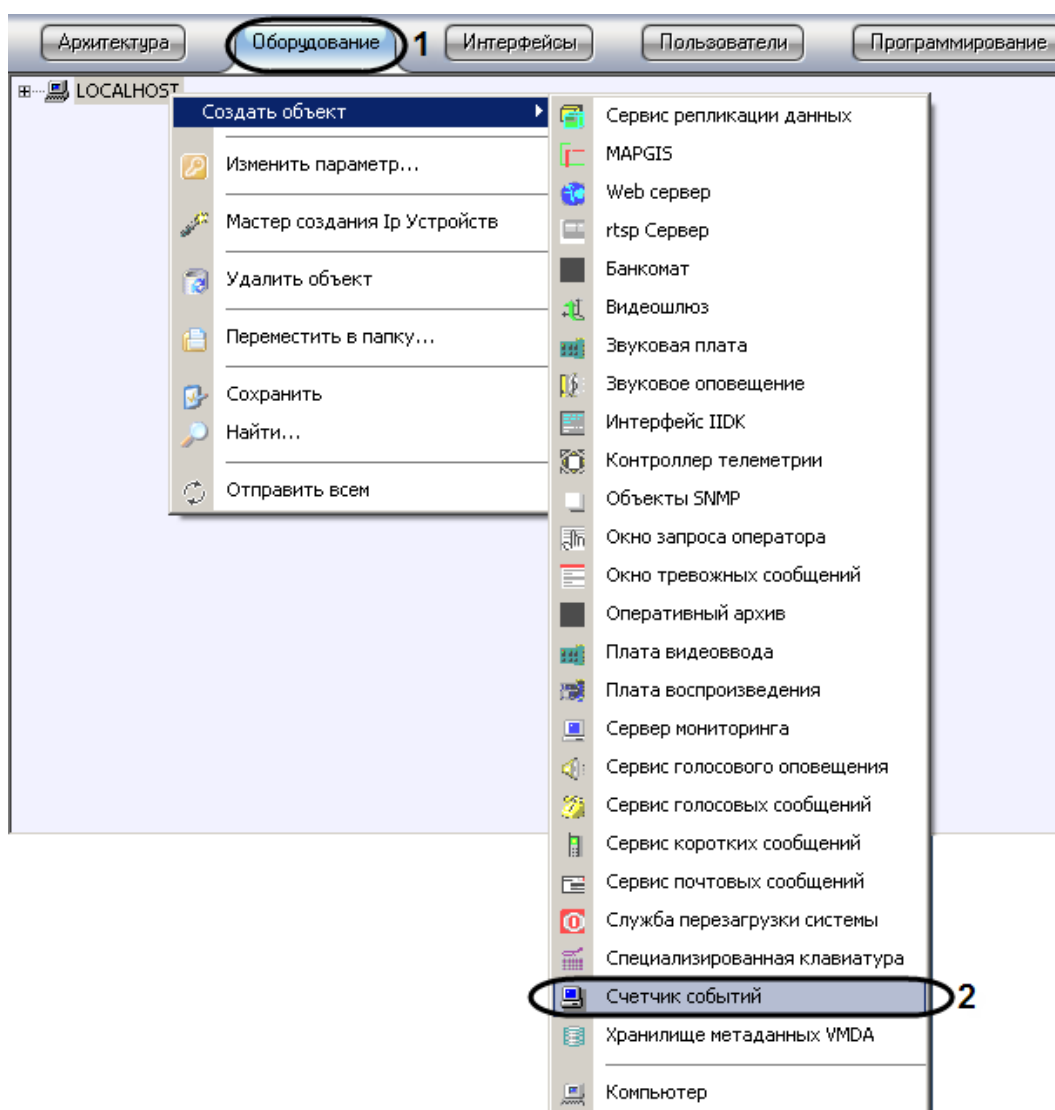 Архитектура
Оборудование
1
Интерфейсы
Пользователи
Программирование
LOCALHOST
Создать объект
Изменить параметр...
Мастер создания Ip Устройств
Удалить объект
Переместить в папку...
Сохранить
Найти...
Отправить всем
Сервис репликации данных
MAPGIS
Web сервер
rtsp Сервер
Банкомат
Видеошлюз
Звуковая плата
Звуковое оповещение
Интерфейс IIDK
Контроллер телеметрии
Объекты SNMP
Окно запроса оператора
Окно тревожных сообщений
Оперативный архив
Плата видеоввода
Плата воспроизведения
Сервер мониторинга
Сервис голосового оповещения
Сервис голосовых сообщений
Сервис коротких сообщений
Сервис почтовых сообщений
Служба перезагрузки системы
Специализированная клавиатура
Счетчик событий
2
Хранилище метаданных VMDA
Компьютер